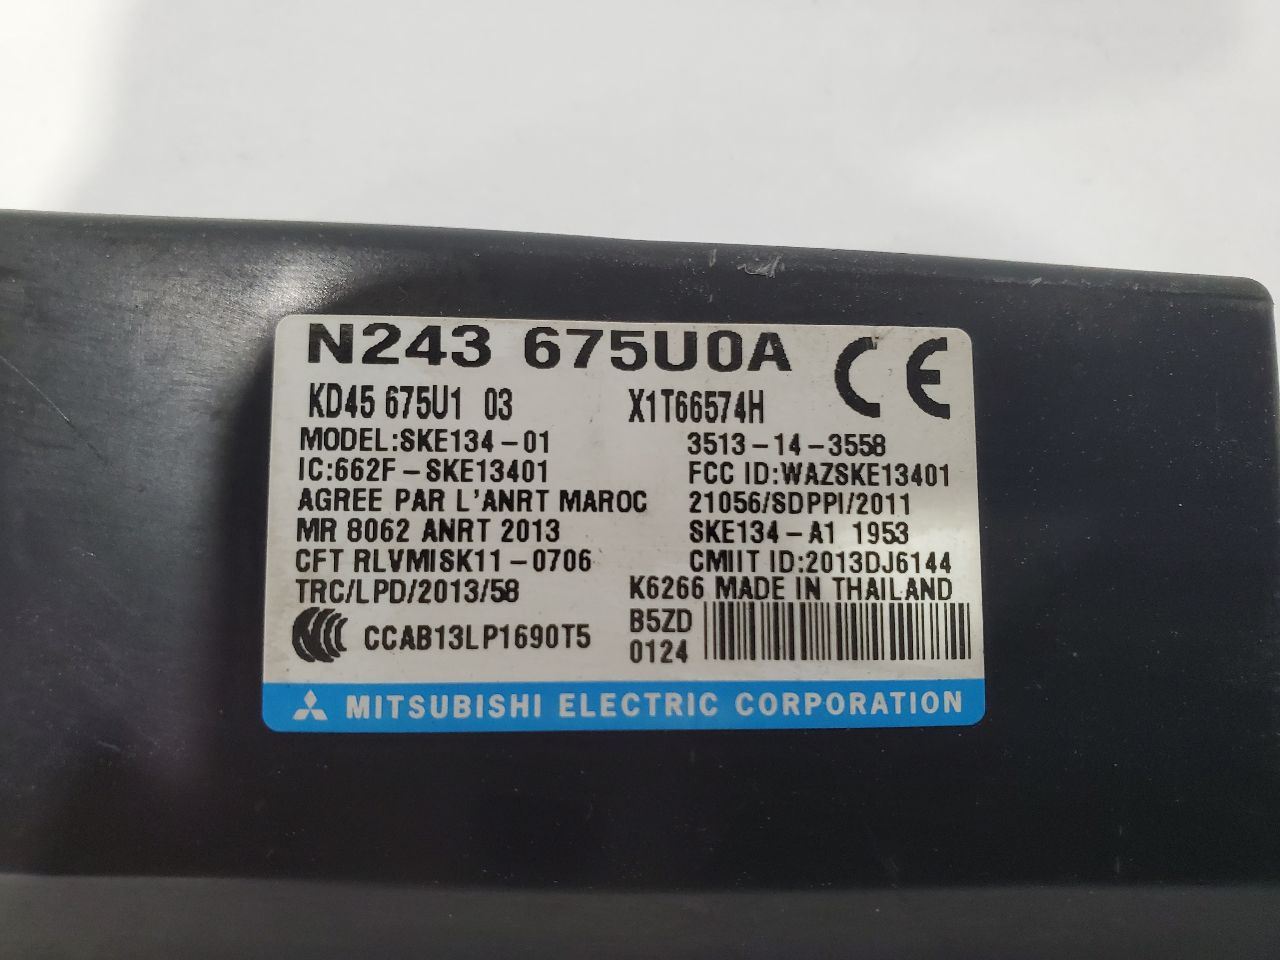 N243 675U0A CE
KD45 675U1 03 X1T66574H
MODEL:SKE134-01 3513-14-3558
IC:662F-SKE13401 FCC ID:WAZSKE13401
AGREE PAR L'ANRT MAROC 21056/SDPPI/2011
MR 8062 ANRT 2013 SKE134-A1 1953
CFT RLVMISK11-0706 CMIIT ID:2013DJ6144
TRC/LPD/2013/58 K6266 MADE IN THAILAND
CCAB13LP1690T5 B5ZD
0124
MITSUBISHI ELECTRIC CORPORATION